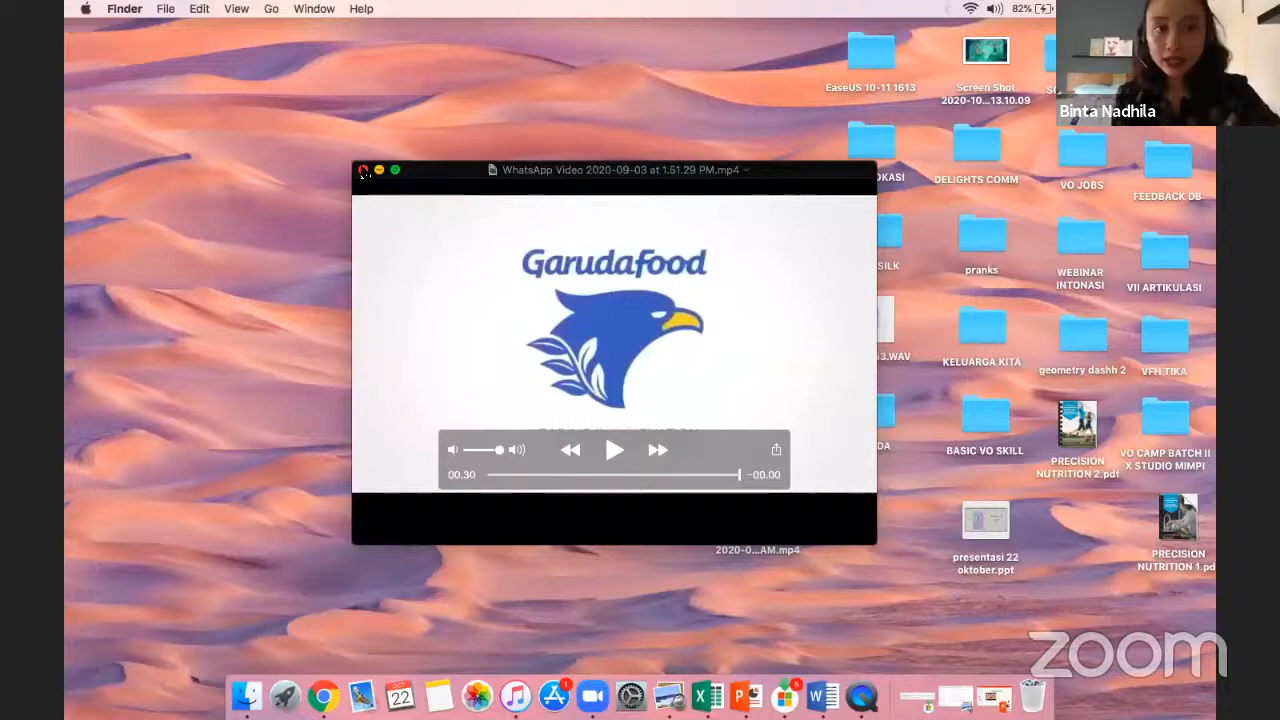 Finder File Edit View Go Window Help
82%
EaseUS 10-11 1613
Screen Shot
2020-10...13.10.09
Binta Nadhila
WhatsApp Video 2020-09-03 at 1.51.29 PM.mp4
OKASI
DELIGHTS COMM
VO JOBS
FEEDBACK DB
Garudafood
SILK
pranks
WEBINAR
INTONASI
VII ARTIKULASI
63.WAV
KELUARGA KITA
geometry dashh 2
VFH TIKA
DA
BASIC VO SKILL
PRECISION
NUTRITION 2.pdf
VO CAMP BATCH II
X STUDIO MIMPI
00.30
-00.00
2020-0...AM.mp4
presentasi 22
oktober.ppt
PRECISION
NUTRITION 1.pd
zoom
22
1
5